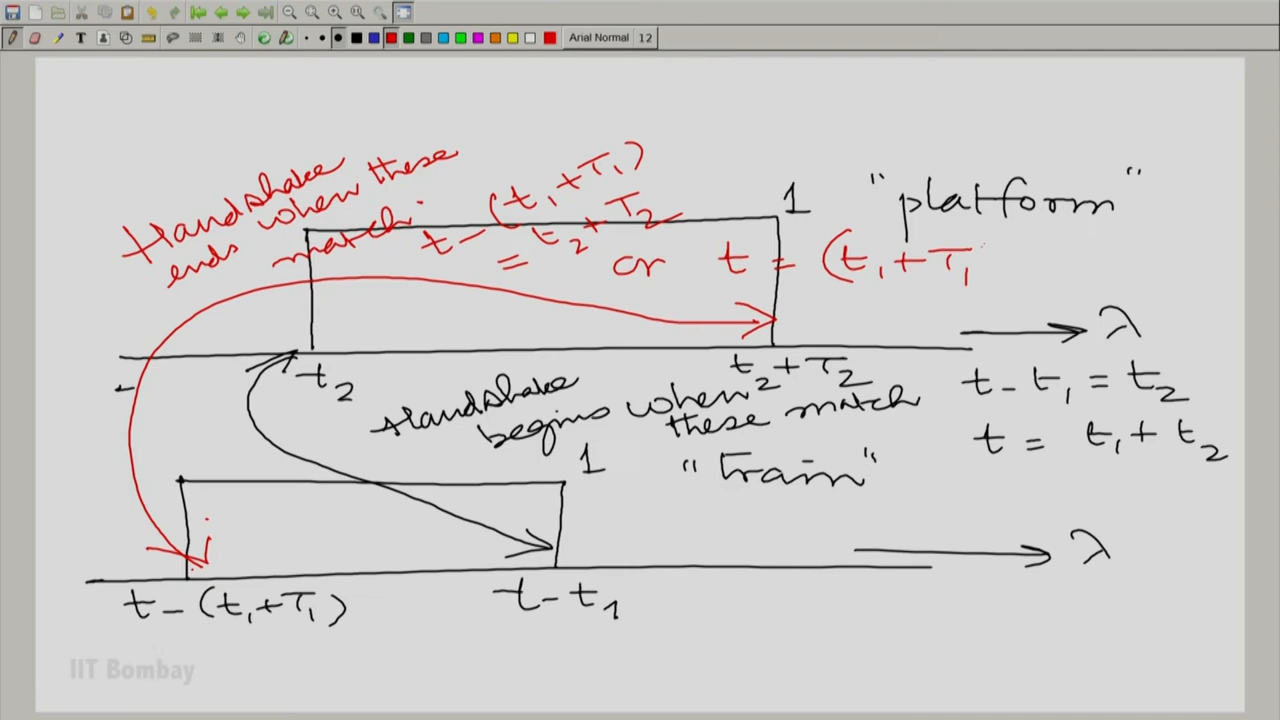 Arial Normal 12
Handshake
ends when these
match.
t - (t₁ + T₁)
= t₂ + T₂
or t = (t₁ + T₁
1
"platform"
λ
t₂
t₂ + T₂
t - t₁ = t₂
t = t₁ + t₂
Handshake
begins when
these match
1
"Train"
λ
t - (t₁ + T₁)
t - t₁
IIT Bombay